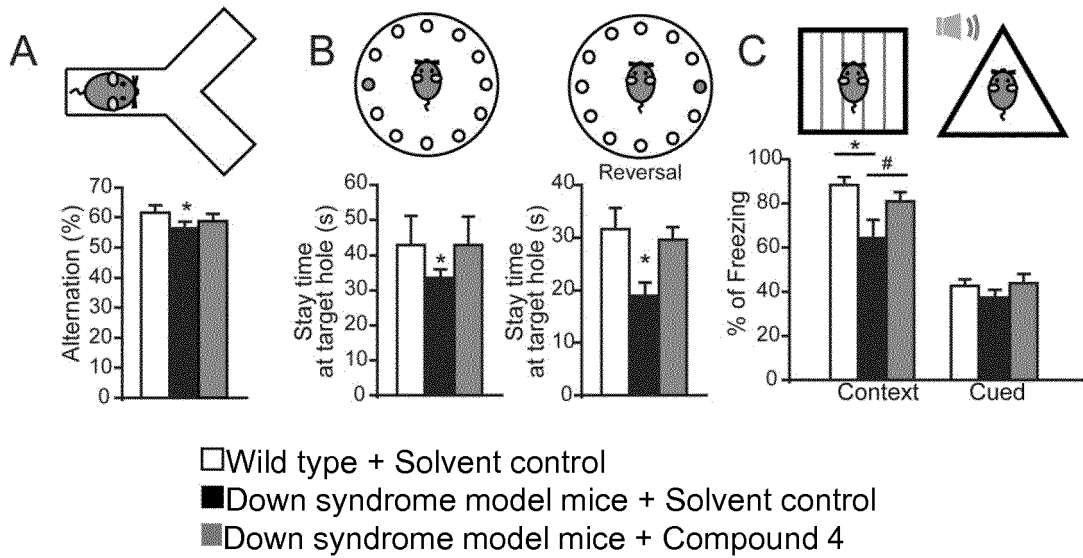 A
B
C
Reversal
Alternation (%)
70
60
50
40
30
20
10
0
Stay time
at target hole (s)
60
50
40
30
20
10
0
*
Stay time
at target hole (s)
40
30
20
10
0
*
% of Freezing
100
80
60
40
20
0
*
#
Context
Cued
*
Wild type + Solvent control
Down syndrome model mice + Solvent control
Down syndrome model mice + Compound 4